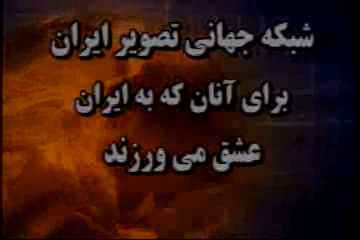 شبکه جهانی تصویر ایران
برای آنان که به ایران
عشق می ورزند